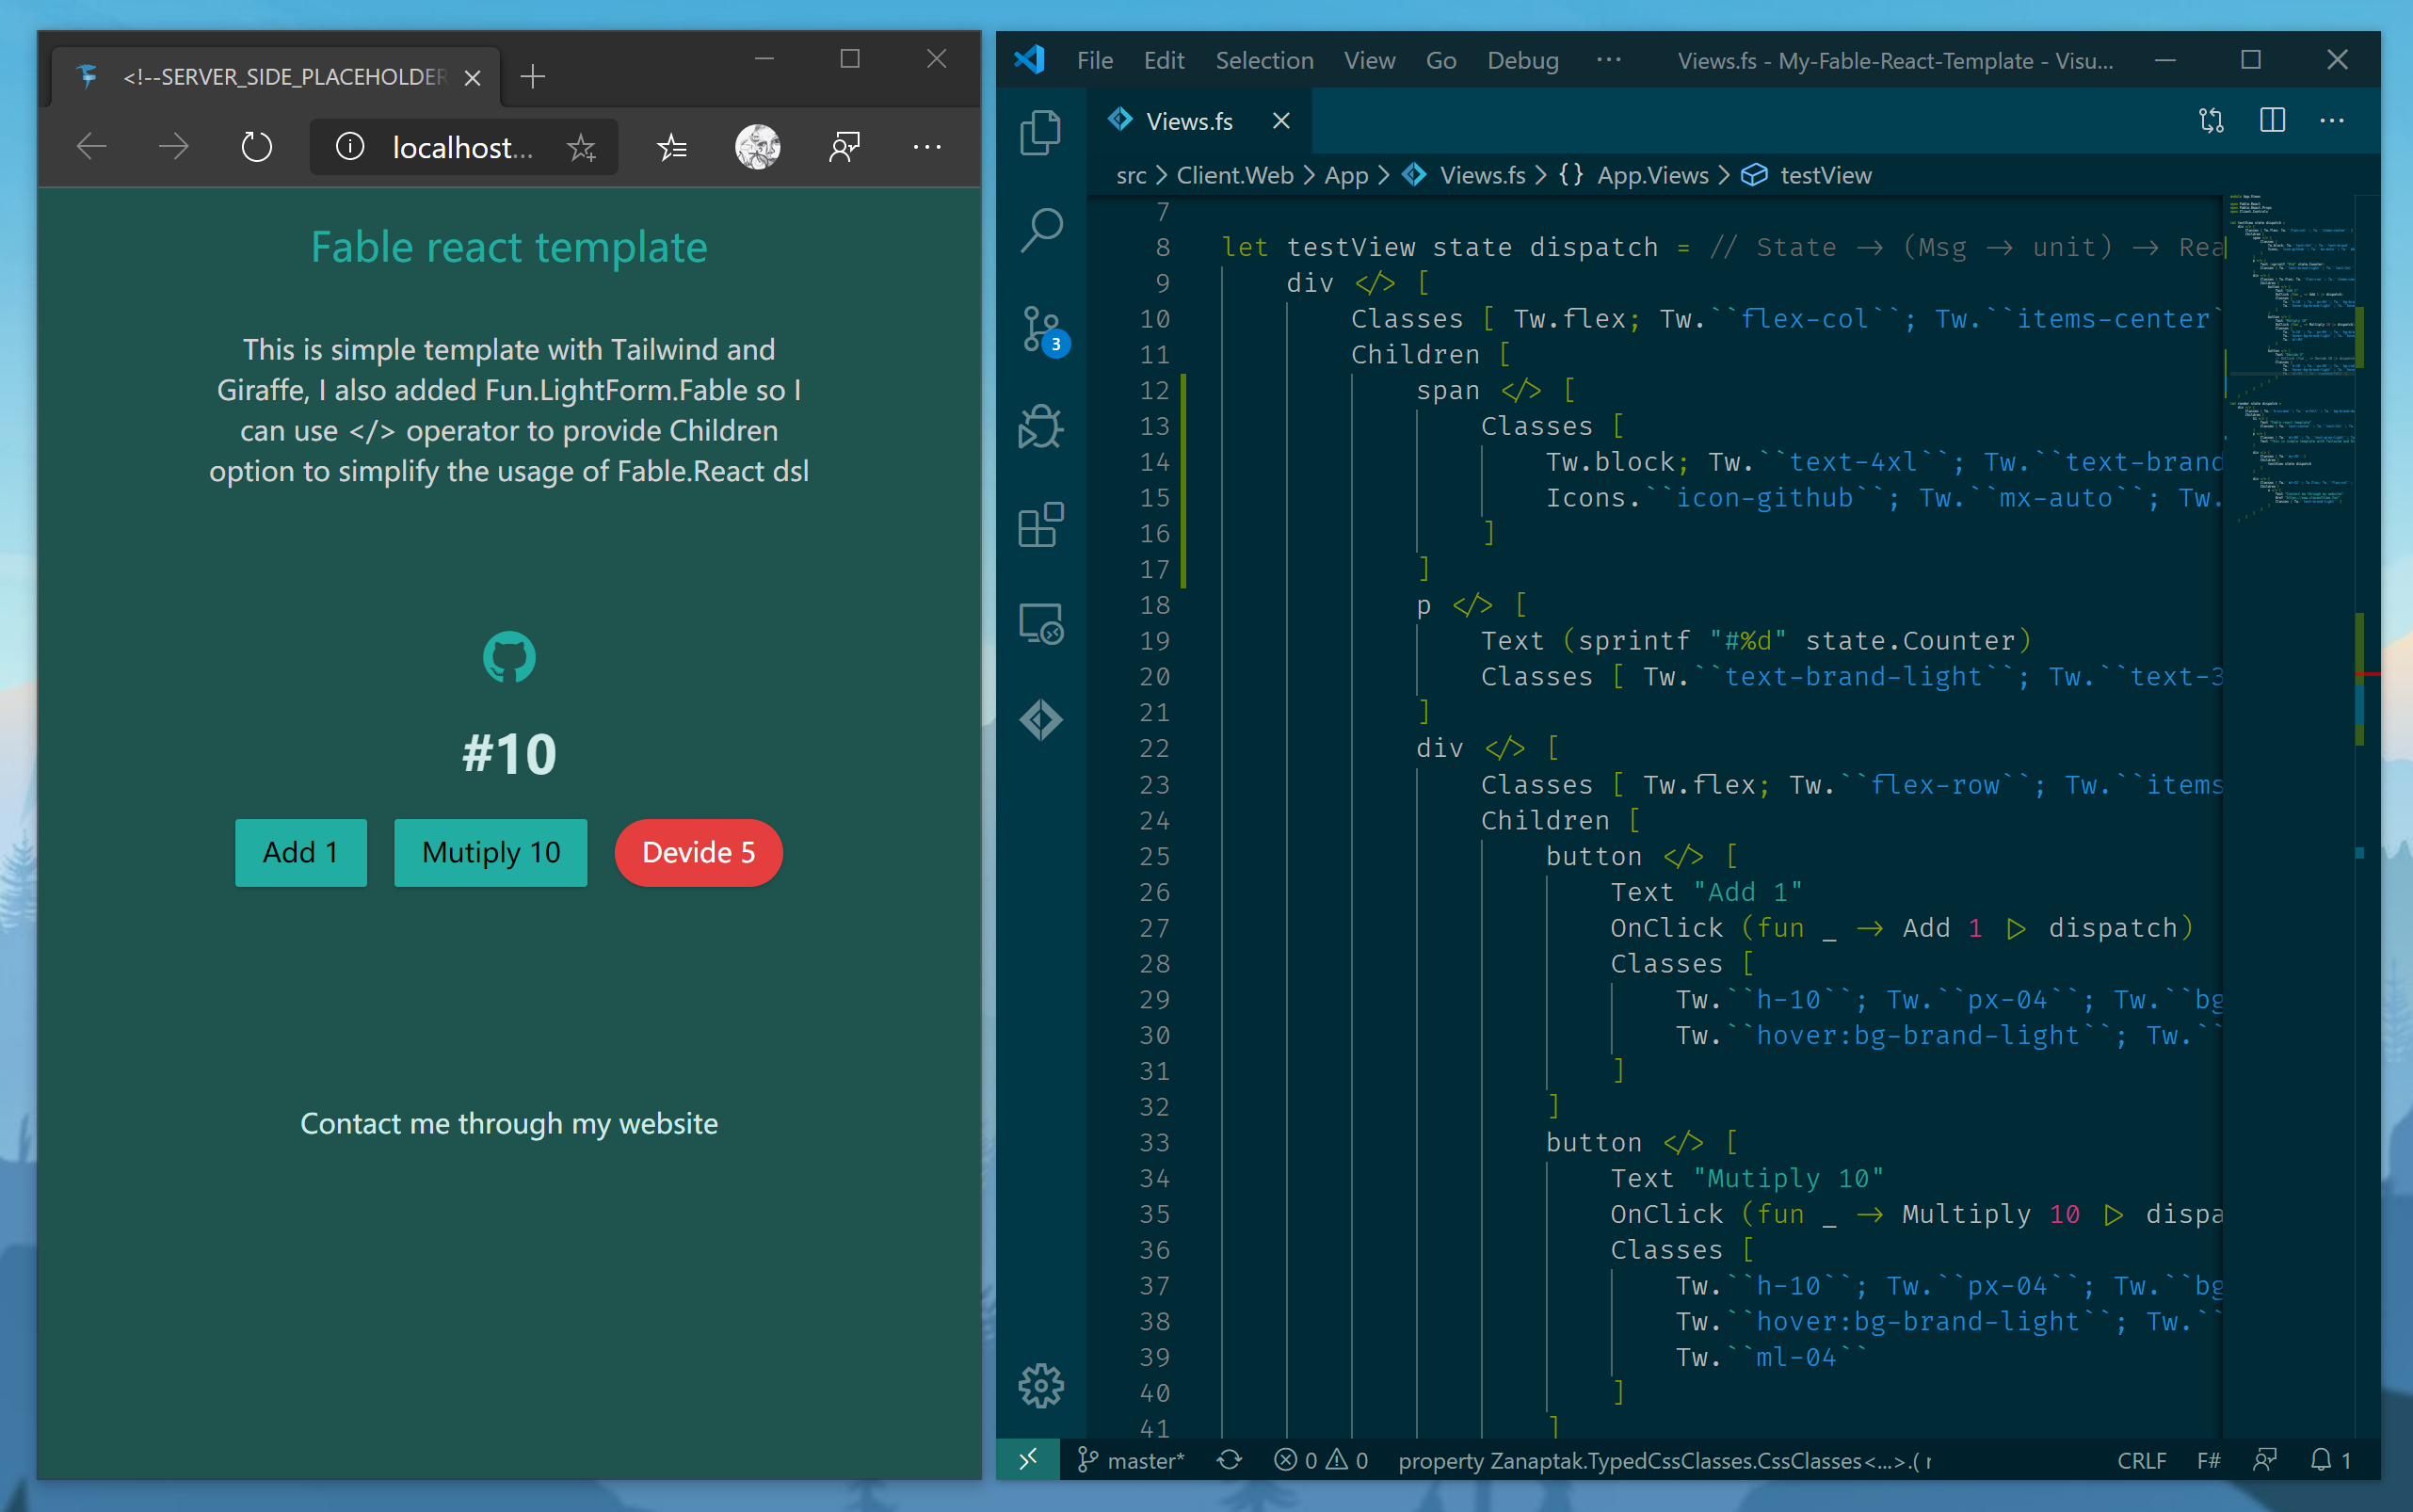 <!--SERVER_SIDE_PLACEHOLDER
localhost...
Fable react template
This is simple template with Tailwind and
Giraffe, I also added Fun.LightForm.Fable so I
can use </> operator to provide Children
option to simplify the usage of Fable.React dsl
#10
Add 1
Mutiply 10
Devide 5
Contact me through my website
File Edit Selection View Go Debug ···
Views.fs - My-Fable-React-Template - Visu...
Views.fs
src > Client.Web > App > Views.fs > {} App.Views > testView
3
7
8 let testView state dispatch = // State -> (Msg -> unit) -> Rea
9 div </> [
10 Classes [ Tw.flex; Tw.``flex-col``; Tw.``items-center`
11 Children [
12 span </> [
13 Classes [
14 Tw.block; Tw.``text-4xl``; Tw.``text-brand
15 Icons.``icon-github``; Tw.``mx-auto``; Tw.
16 ]
17 ]
18 p </> [
19 Text (sprintf "#%d" state.Counter)
20 Classes [ Tw.``text-brand-light``; Tw.``text-3
21 ]
22 div </> [
23 Classes [ Tw.flex; Tw.``flex-row``; Tw.``items
24 Children [
25 button </> [
26 Text "Add 1"
27 OnClick (fun _ -> Add 1 |> dispatch)
28 Classes [
29 Tw.``h-10``; Tw.``px-04``; Tw.``bg
30 Tw.``hover:bg-brand-light``; Tw.``
31 ]
32 ]
33 button </> [
34 Text "Mutiply 10"
35 OnClick (fun _ -> Multiply 10 |> dispa
36 Classes [
37 Tw.``h-10``; Tw.``px-04``; Tw.``bg
38 Tw.``hover:bg-brand-light``; Tw.``
39 Tw.``ml-04``
40 ]
41 ]
master* 0 0 property Zanaptak.TypedCssClasses.CssClasses<...>.( r CRLF F# 1